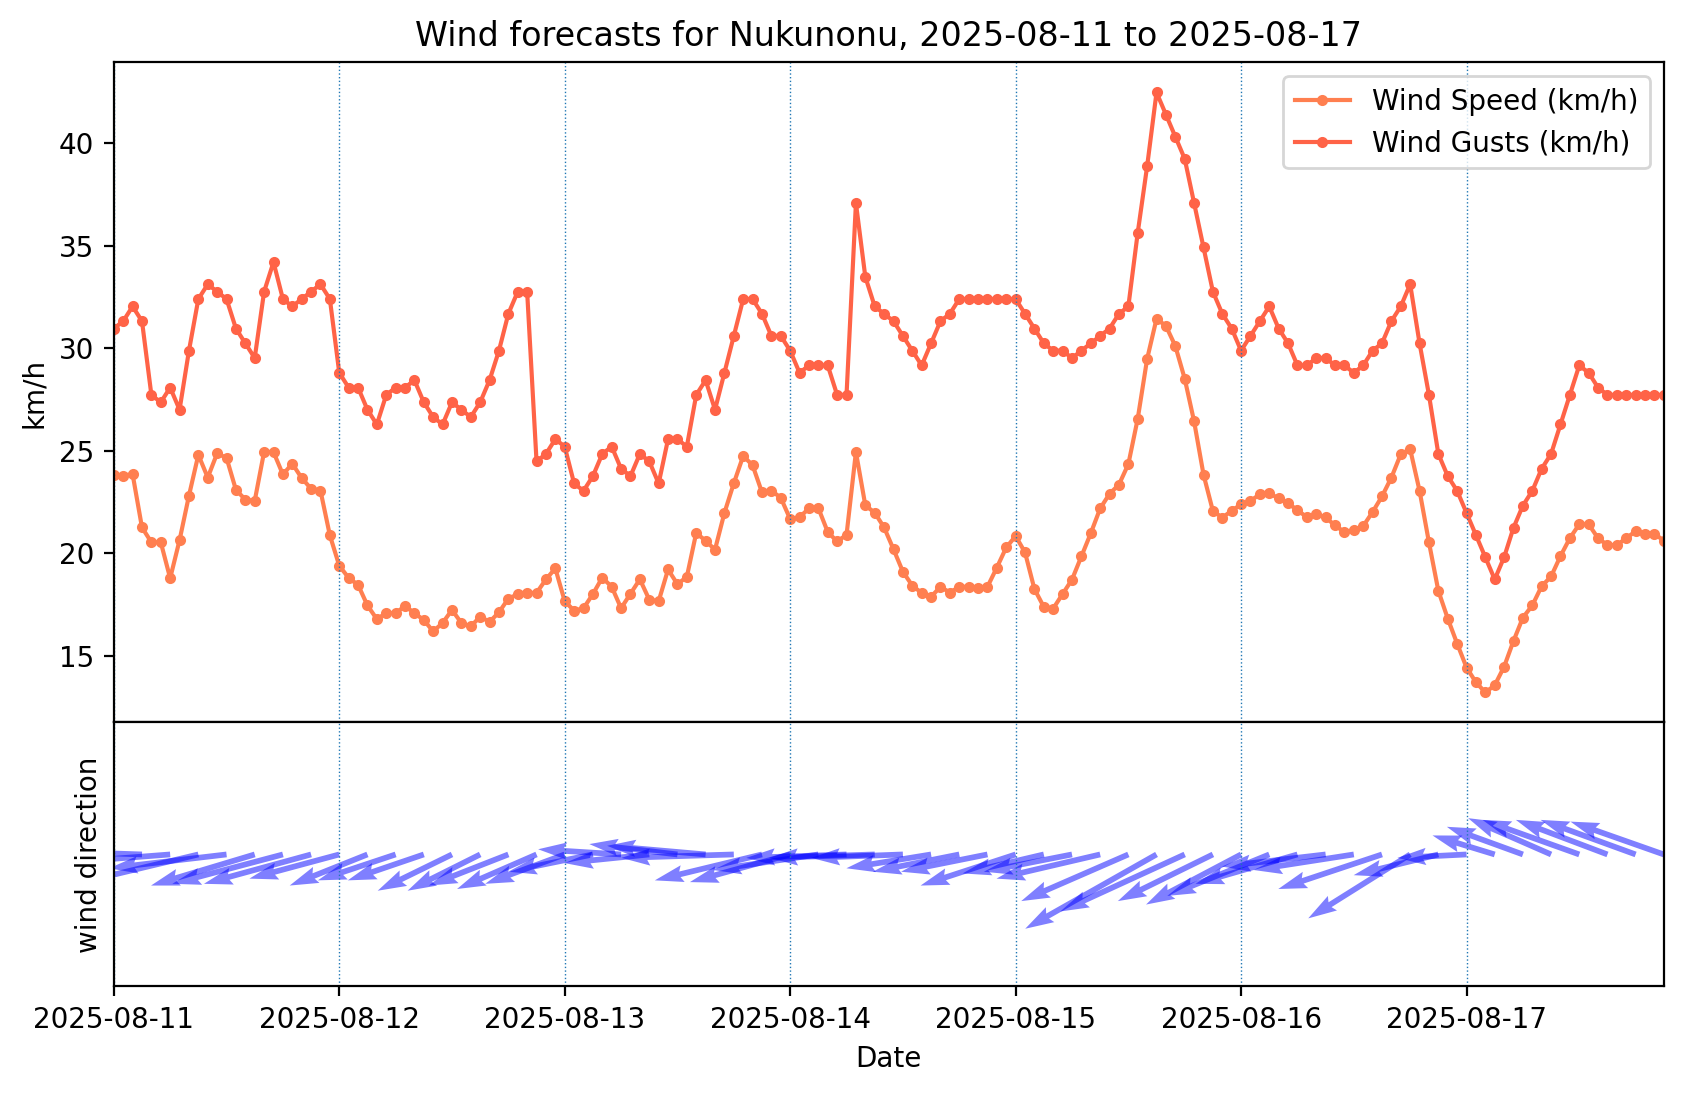 Wind forecasts for Nukunonu, 2025-08-11 to 2025-08-17
Wind Speed (km/h)
Wind Gusts (km/h)
40
35
30
25
20
15
km/h
wind direction
2025-08-11
2025-08-12
2025-08-13
2025-08-14
2025-08-15
2025-08-16
2025-08-17
Date